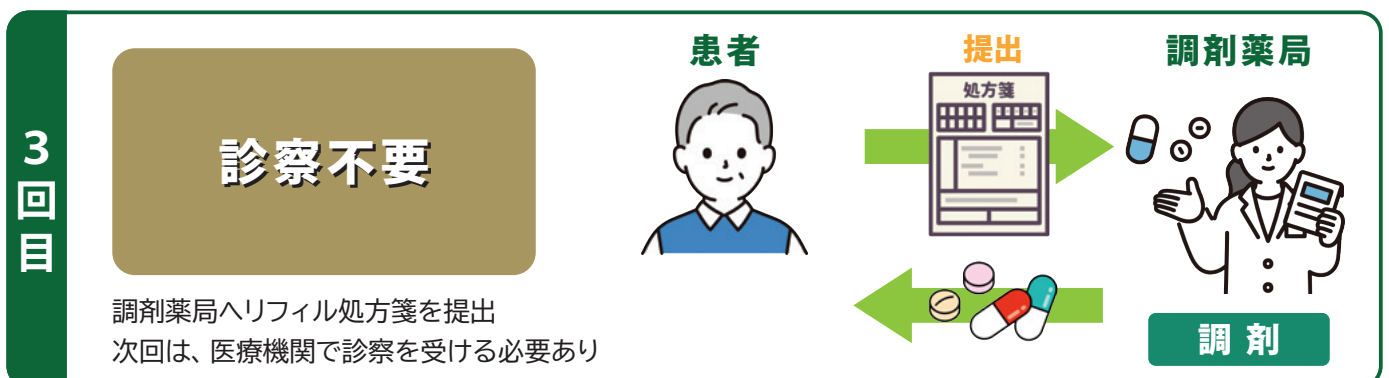 3回目
診察不要
調剤薬局へリフィル処方箋を提出
次回は、医療機関で診察を受ける必要あり
患者
提出
処方箋
調剤薬局
調剤